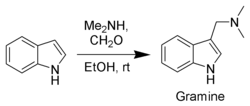 Me2NH,
CH2O
EtOH, rt
N
H
N
N
H
Gramine